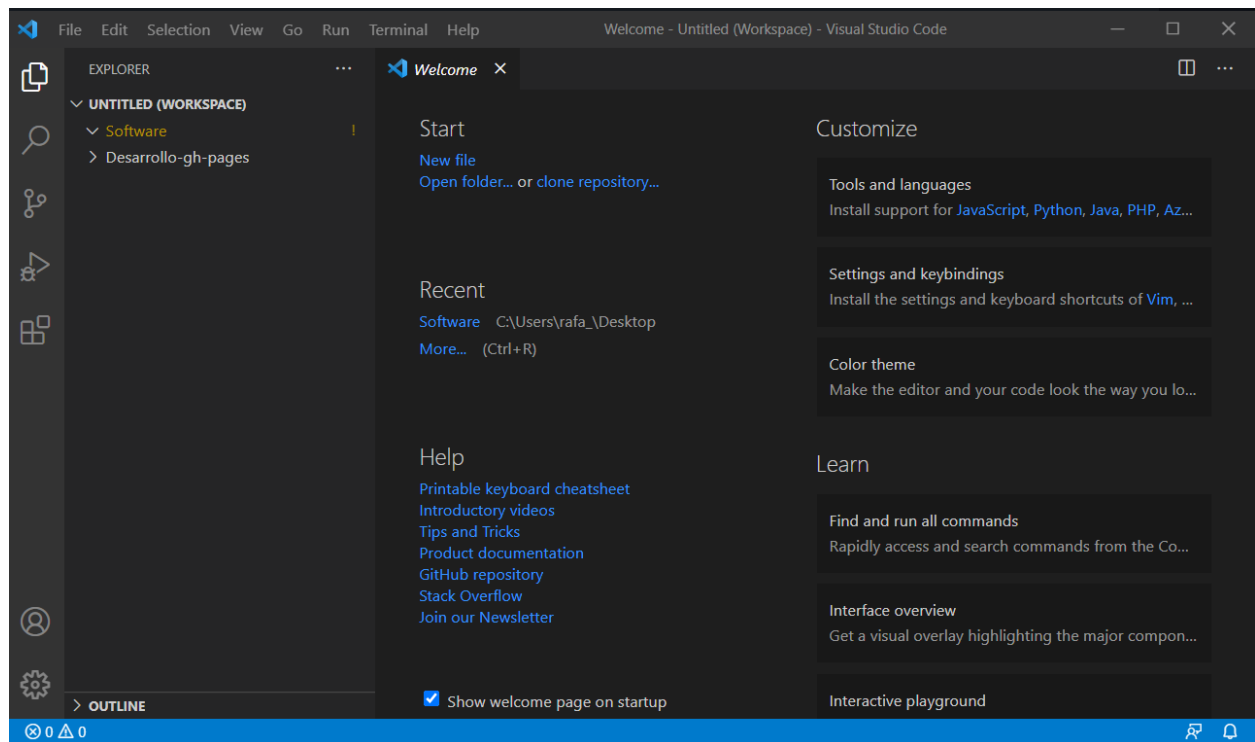 File Edit Selection View Go Run Terminal Help Welcome - Untitled (Workspace) - Visual Studio Code
EXPLORER
UNTITLED (WORKSPACE)
Software !
Desarrollo-gh-pages
OUTLINE
Welcome
Start
New file
Open folder... or clone repository...
Recent
Software C:\Users\rafa_\Desktop
More... (Ctrl+R)
Help
Printable keyboard cheatsheet
Introductory videos
Tips and Tricks
Product documentation
GitHub repository
Stack Overflow
Join our Newsletter
Show welcome page on startup
Customize
Tools and languages
Install support for JavaScript, Python, Java, PHP, Az...
Settings and keybindings
Install the settings and keyboard shortcuts of Vim, ...
Color theme
Make the editor and your code look the way you lo...
Learn
Find and run all commands
Rapidly access and search commands from the Co...
Interface overview
Get a visual overlay highlighting the major compon...
Interactive playground
0 0